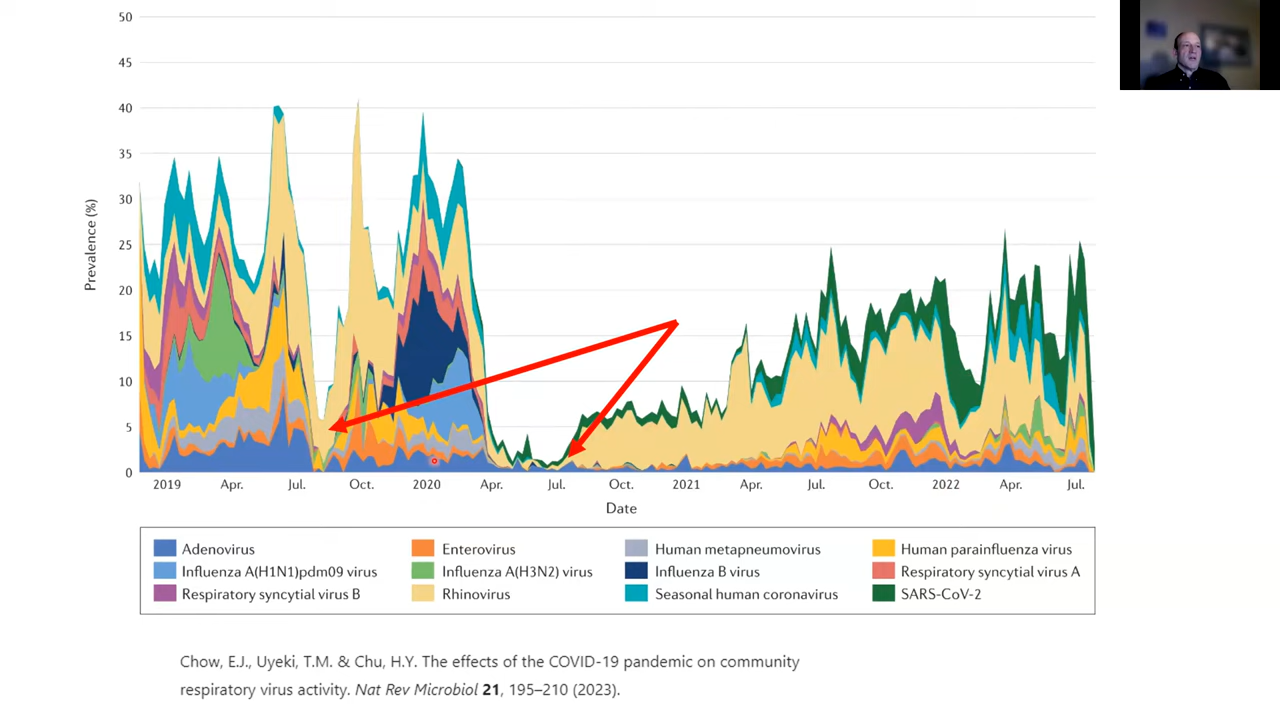 50
45
40
35
30
25
20
15
10
5
0
Prevalence (%)
2019 Apr. Jul. Oct. 2020 Apr. Jul. Oct. 2021 Apr. Jul. Oct. 2022 Apr. Jul.
Date
Adenovirus Enterovirus Human metapneumovirus Human parainfluenza virus
Influenza A(H1N1)pdm09 virus Influenza A(H3N2) virus Influenza B virus Respiratory syncytial virus A
Respiratory syncytial virus B Rhinovirus Seasonal human coronavirus SARS-CoV-2
Chow, E.J., Uyeki, T.M. & Chu, H.Y. The effects of the COVID-19 pandemic on community
respiratory virus activity. Nat Rev Microbiol 21, 195–210 (2023).